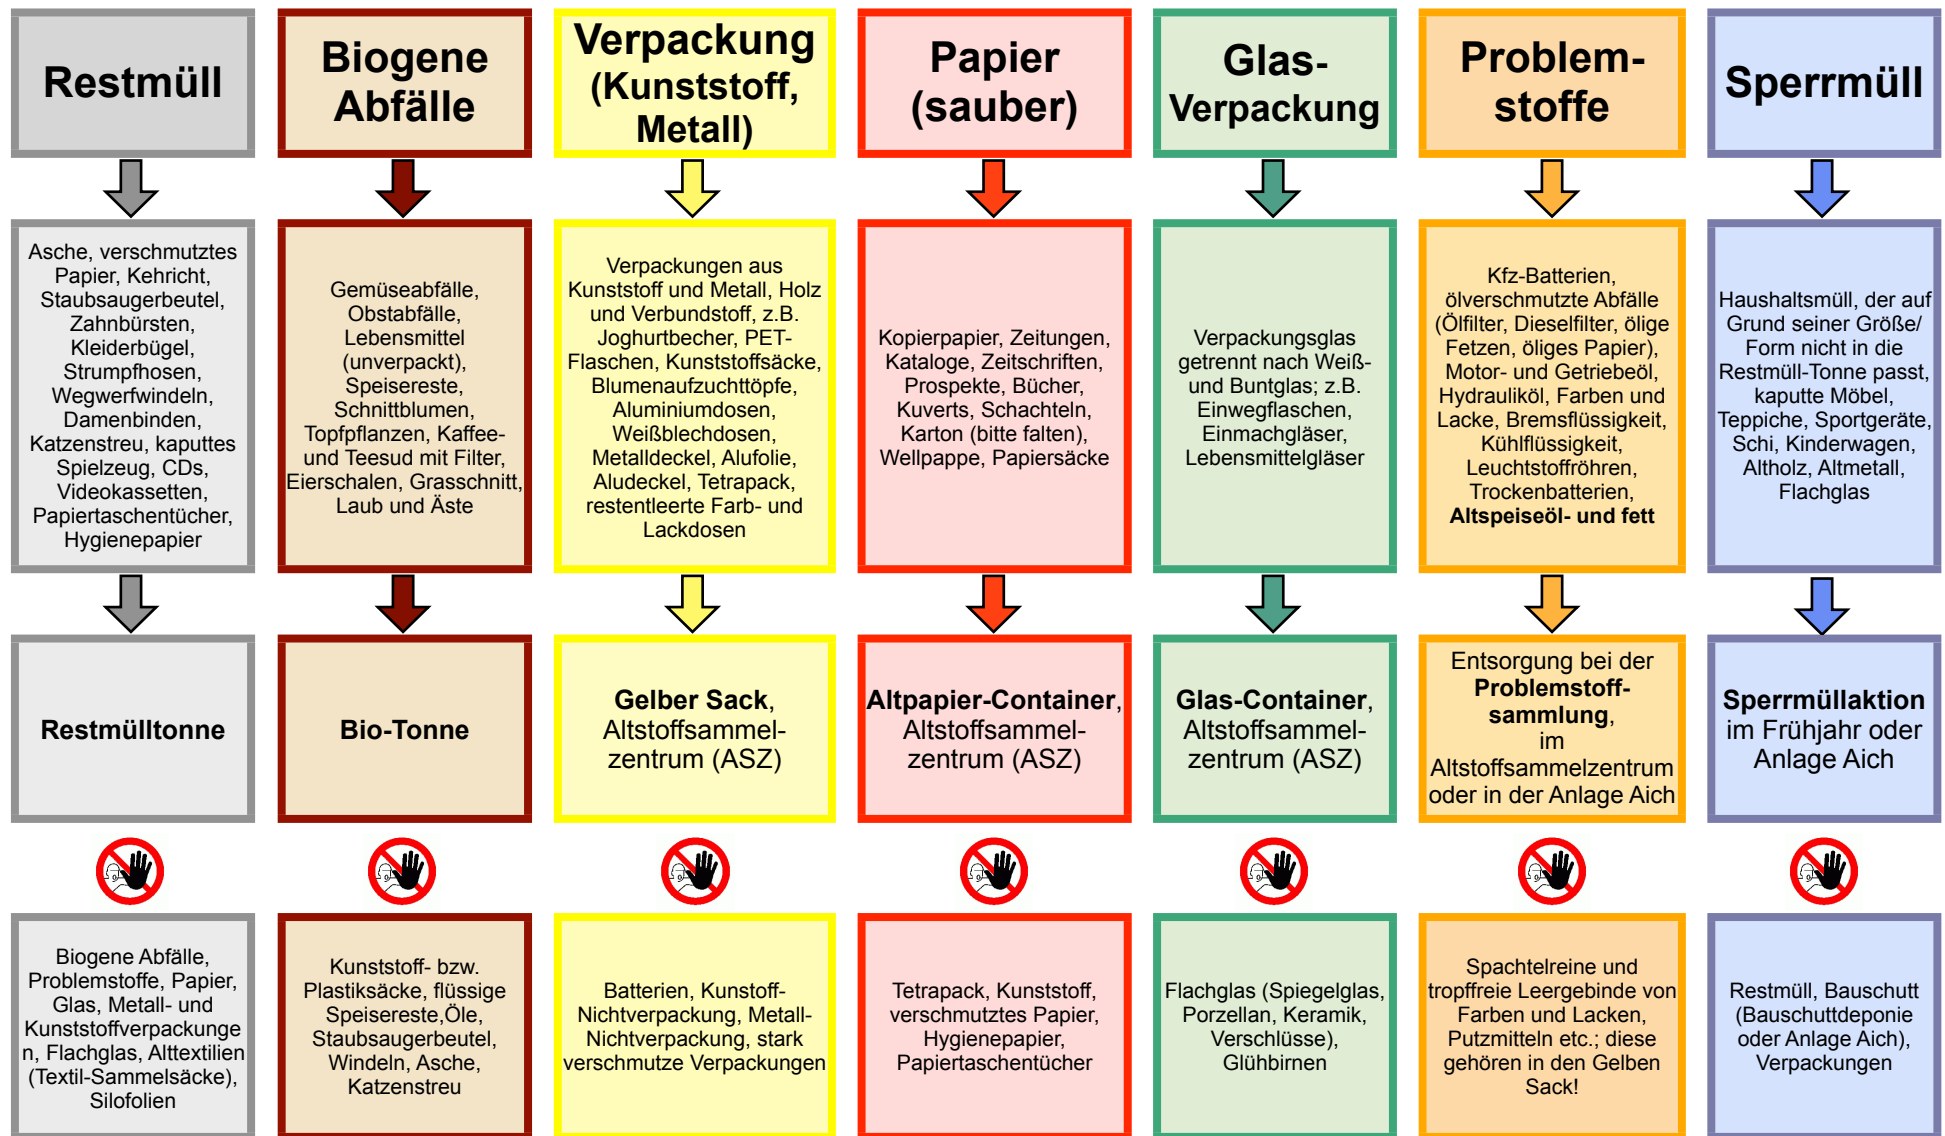 Restmüll
Biogene
Abfälle
Verpackung
(Kunststoff,
Metall)
Papier
(sauber)
Glas-
Verpackung
Problem-
stoffe
Sperrmüll
Asche, verschmutztes
Papier, Kehricht,
Staubsaugerbeutel,
Zahnbürsten,
Kleiderbügel,
Strumpfhosen,
Wegwerfwindeln,
Damenbinden,
Katzenstreu, kaputtes
Spielzeug, CDs,
Videokassetten,
Papiertaschentücher,
Hygienepapier
Gemüseabfälle,
Obstabfälle,
Lebensmittel
(unverpackt),
Speisereste,
Schnittblumen,
Topfpflanzen, Kaffee-
und Teesud mit Filter,
Eierschalen, Grasschnitt,
Laub und Äste
Verpackungen aus
Kunststoff und Metall, Holz
und Verbundstoff, z.B.
Joghurtbecher, PET-
Flaschen, Kunststoffsäcke,
Blumenaufzuchttöpfe,
Aluminiumdosen,
Weißblechdosen,
Metalldeckel, Alufolie,
Aludeckel, Tetrapack,
restentleerte Farb- und
Lackdosen
Kopierpapier, Zeitungen,
Kataloge, Zeitschriften,
Prospekte, Bücher,
Kuverts, Schachteln,
Karton (bitte falten),
Wellpappe, Papiersäcke
Verpackungsglas
getrennt nach Weiß-
und Buntglas; z.B.
Einwegflaschen,
Einmachgläser,
Lebensmittelgläser
Kfz-Batterien,
ölverschmutzte Abfälle
(Ölfilter, Dieselfilter, ölige
Fetzen, öliges Papier),
Motor- und Getriebeöl,
Hydrauliköl, Farben und
Lacke, Bremsflüssigkeit,
Kühlflüssigkeit,
Leuchtstoffröhren,
Trockenbatterien,
Altspeiseöl- und fett
Haushaltsmüll, der auf
Grund seiner Größe/
Form nicht in die
Restmüll-Tonne passt,
kaputte Möbel,
Teppiche, Sportgeräte,
Schi, Kinderwagen,
Altholz, Altmetall,
Flachglas
Restmülltonne
Bio-Tonne
Gelber Sack,
Altstoffsammel-
zentrum (ASZ)
Altpapier-Container,
Altstoffsammel-
zentrum (ASZ)
Glas-Container,
Altstoffsammel-
zentrum (ASZ)
Entsorgung bei der
Problemstoff-
sammlung,
im
Altstoffsammelzentrum
oder in der Anlage Aich
Sperrmüllaktion
im Frühjahr oder
Anlage Aich
Biogene Abfälle,
Problemstoffe, Papier,
Glas, Metall- und
Kunststoffverpackunge
n, Flachglas, Alttextilien
(Textil-Sammelsäcke),
Silofolien
Kunststoff- bzw.
Plastiksäcke, flüssige
Speisereste,Öle,
Staubsaugerbeutel,
Windeln, Asche,
Katzenstreu
Batterien, Kunstoff-
Nichtverpackung, Metall-
Nichtverpackung, stark
verschmutze Verpackungen
Tetrapack, Kunststoff,
verschmutztes Papier,
Hygienepapier,
Papiertaschentücher
Flachglas (Spiegelglas,
Porzellan, Keramik,
Verschlüsse),
Glühbirnen
Spachtelreine und
tropffreie Leergebinde von
Farben und Lacken,
Putzmitteln etc.; diese
gehören in den Gelben
Sack!
Restmüll, Bauschutt
(Bauschuttdeponie
oder Anlage Aich),
Verpackungen